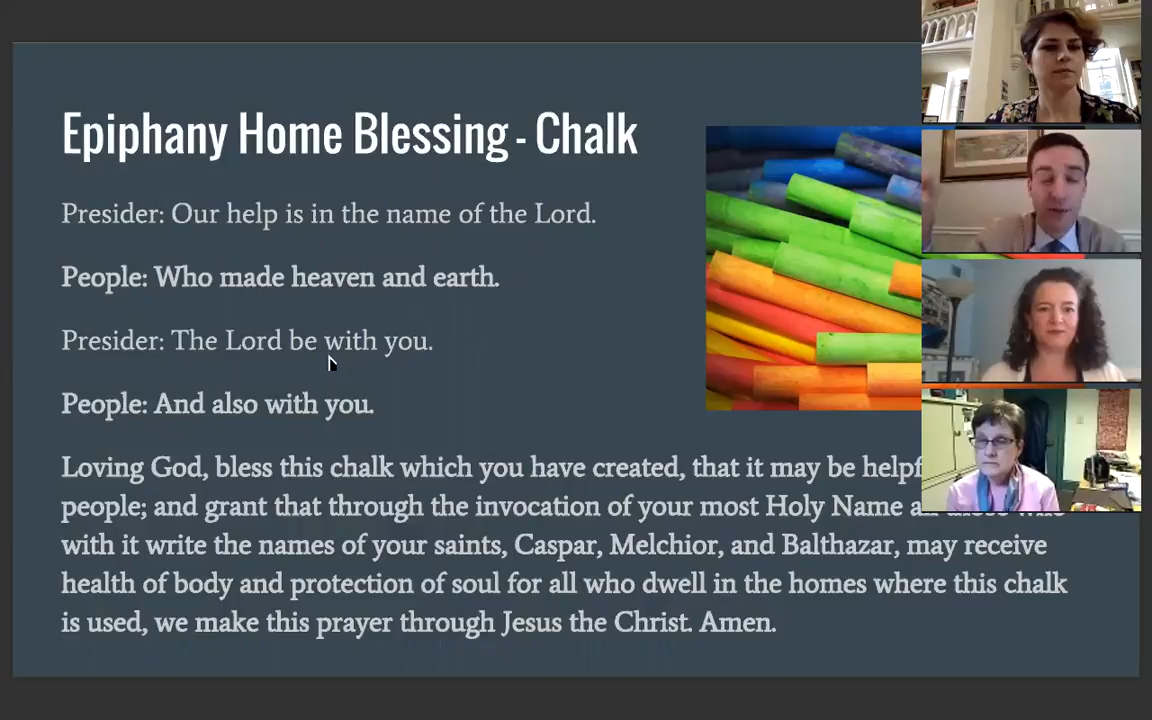 Epiphany Home Blessing - Chalk
Presider: Our help is in the name of the Lord.
People: Who made heaven and earth.
Presider: The Lord be with you.
People: And also with you.
Loving God, bless this chalk which you have created, that it may be
people; and grant that through the invocation of your most Holy Name
with it write the names of your saints, Caspar, Melchior, and Balthazar, may receive
health of body and protection of soul for all who dwell in the homes where this chalk
is used, we make this prayer through Jesus the Christ. Amen.